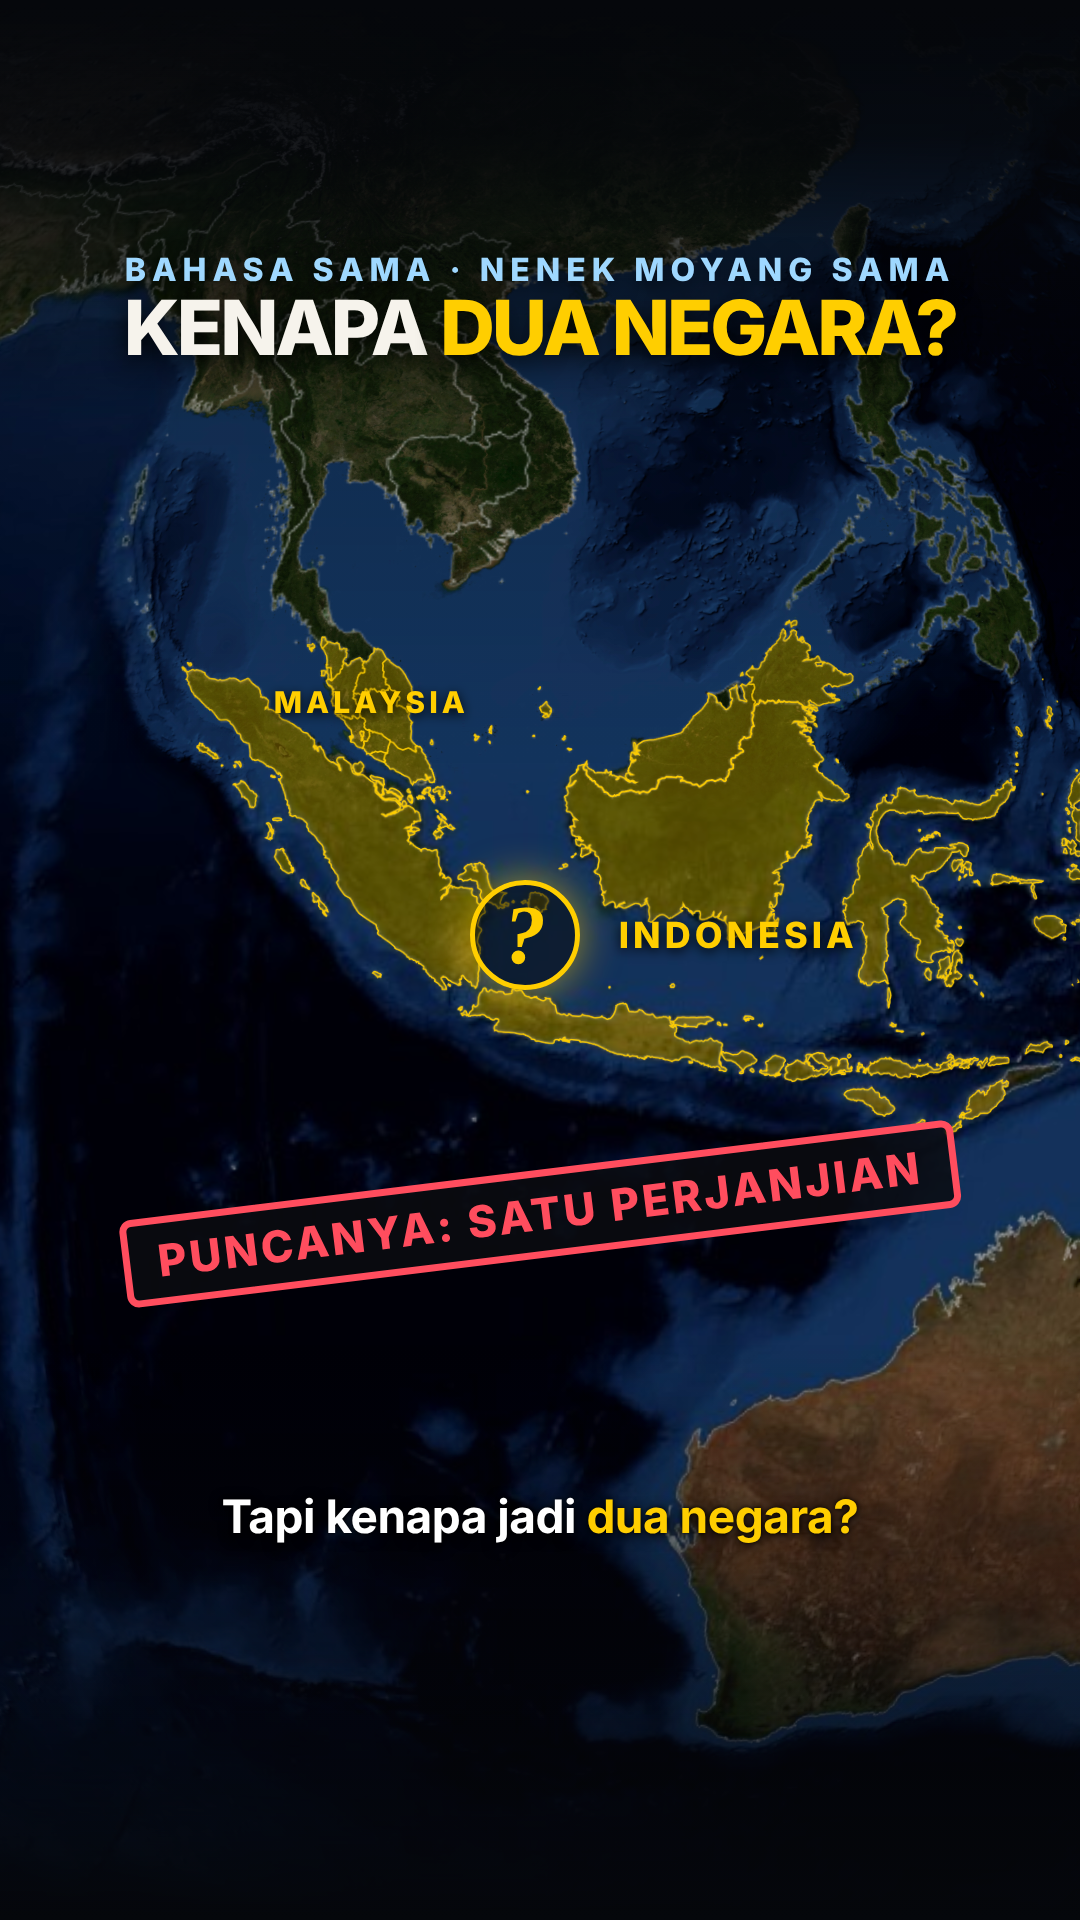 BAHASA SAMA · NENEK MOYANG SAMA
KENAPA DUA NEGARA?
MALAYSIA
?
INDONESIA
PUNCANYA: SATU PERJANJIAN
Tapi kenapa jadi dua negara?